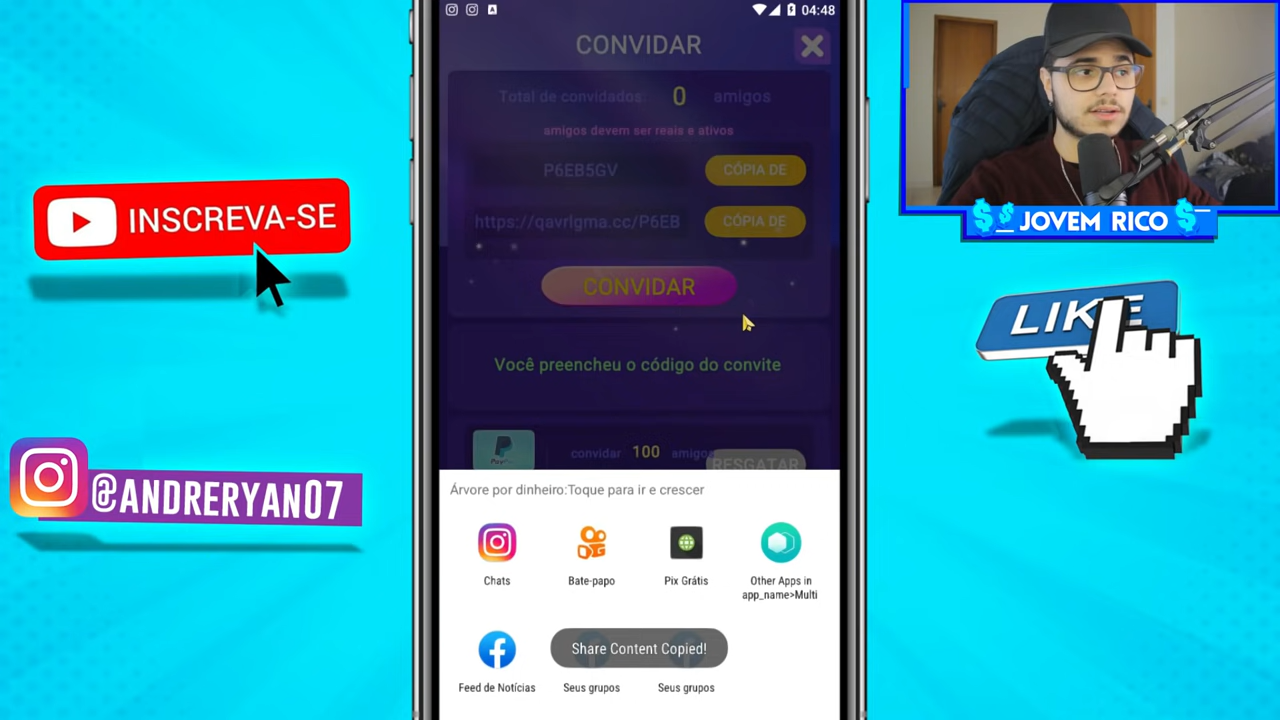 04:48
CONVIDAR
Total de convidados: 0 amigos
amigos devem ser reais e ativos
P6EB5GV
CÓPIA DE
https://qavrlgma.cc/P6EB
CÓPIA DE
CONVIDAR
Você preencheu o código do convite
PayPal
convidar 100 amigos
RESGATAR
Árvore por dinheiro:Toque para ir e crescer
Chats
Bate-papo
Pix Grátis
Other Apps in
app_name>Multi
Share Content Copied!
Feed de Notícias
Seus grupos
Seus grupos
INSCREVA-SE
@ANDRERYAN07
$ $ _JOVEM RICO $_
LIKE